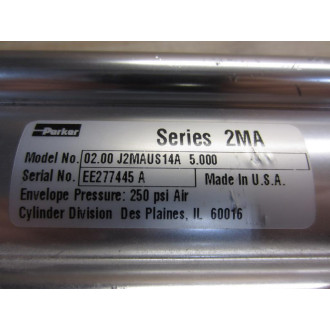 Parker
Series 2MA
Model No. 02.00 J2MAUS14A 5.000
Serial No. EE277445 A Made In U.S.A.
Envelope Pressure: 250 psi Air
Cylinder Division Des Plaines, IL 60016